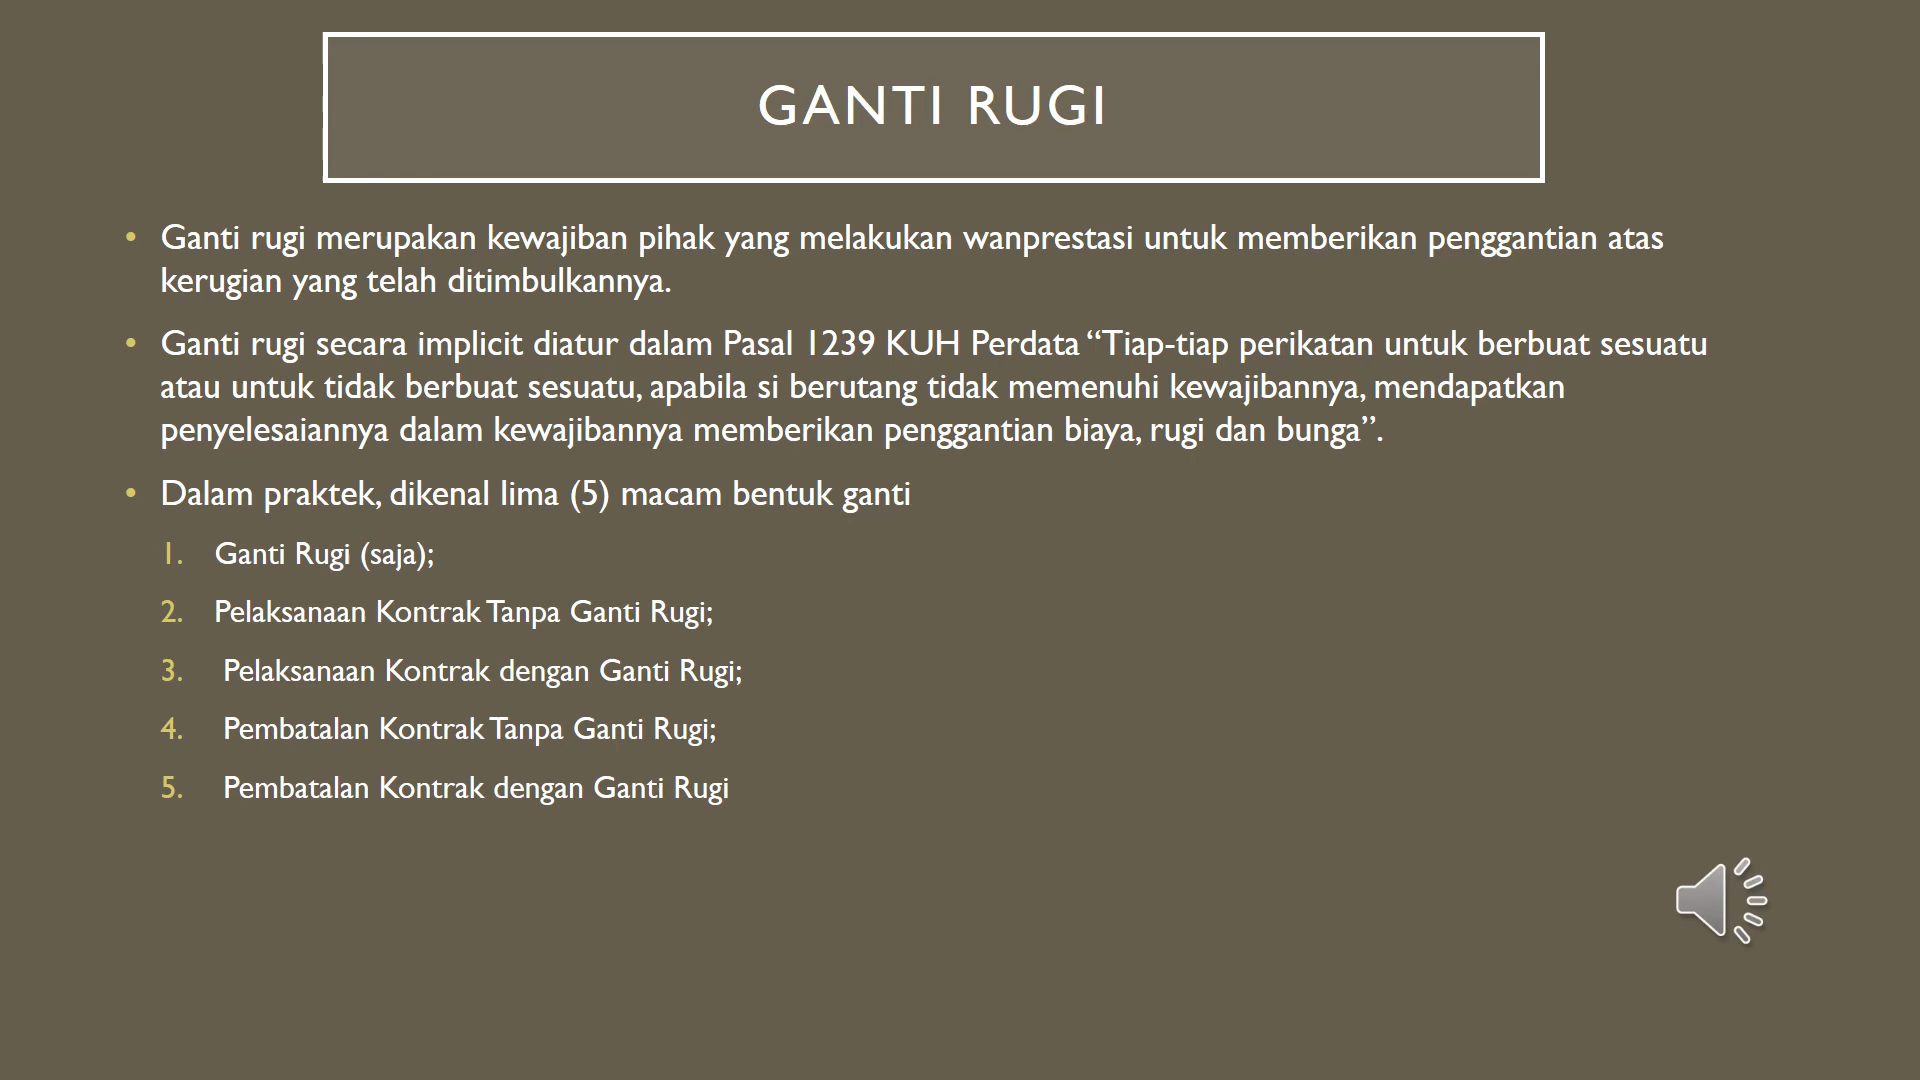 GANTI RUGI
• Ganti rugi merupakan kewajiban pihak yang melakukan wanprestasi untuk memberikan penggantian atas
kerugian yang telah ditimbulkannya.
• Ganti rugi secara implicit diatur dalam Pasal 1239 KUH Perdata “Tiap-tiap perikatan untuk berbuat sesuatu
atau untuk tidak berbuat sesuatu, apabila si berutang tidak memenuhi kewajibannya, mendapatkan
penyelesaiannya dalam kewajibannya memberikan penggantian biaya, rugi dan bunga”.
• Dalam praktek, dikenal lima (5) macam bentuk ganti
1. Ganti Rugi (saja);
2. Pelaksanaan Kontrak Tanpa Ganti Rugi;
3. Pelaksanaan Kontrak dengan Ganti Rugi;
4. Pembatalan Kontrak Tanpa Ganti Rugi;
5. Pembatalan Kontrak dengan Ganti Rugi